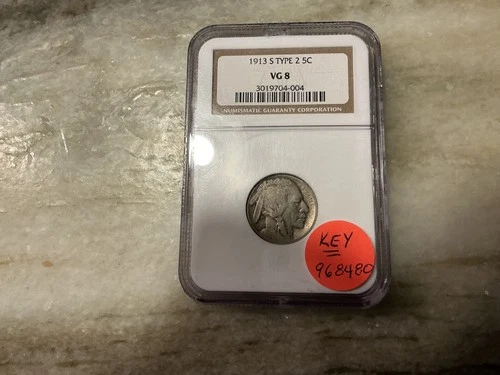 1913 S TYPE 2 5C
VG 8
3019704-004
NUMISMATIC GUARANTY CORPORATION
KEY
968480